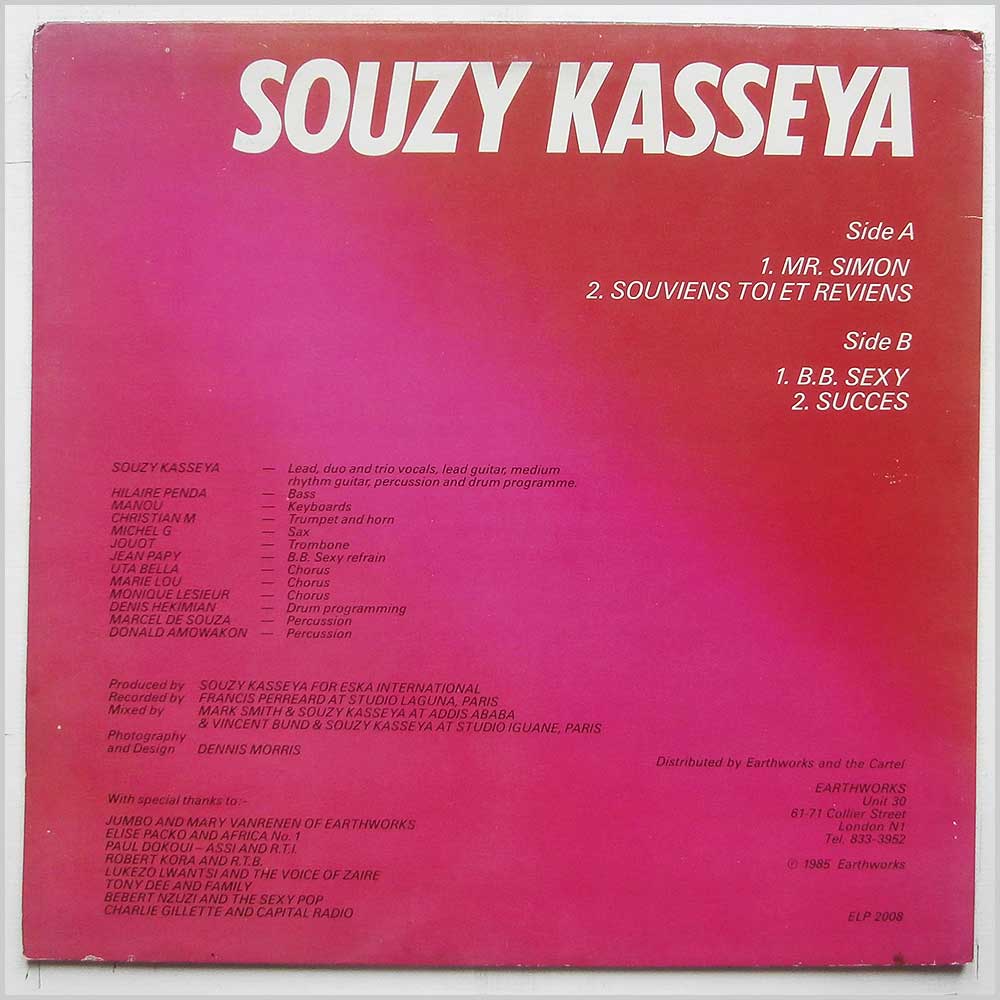 SOUZY KASSEYA
Side A
1. MR. SIMON
2. SOUVIENS TOI ET REVIENS
Side B
1. B.B. SEXY
2. SUCCES
SOUZY KASSEYA — Lead, duo and trio vocals, lead guitar, medium
rhythm guitar, percussion and drum programme.
HILAIRE PENDA — Bass
MANOU — Keyboards
CHRISTIAN M — Trumpet and horn
MICHEL G — Sax
JOUOT — Trombone
JEAN PAPY — B.B. Sexy refrain
UTA BELLA — Chorus
MARIE LOU — Chorus
MONIQUE LESIEUR — Chorus
DENIS HEKIMIAN — Drum programming
MARCEL DE SOUZA — Percussion
DONALD AMOWAKON — Percussion
Produced by SOUZY KASSEYA FOR ESKA INTERNATIONAL
Recorded by FRANCIS PERREARD AT STUDIO LAGUNA, PARIS
Mixed by MARK SMITH & SOUZY KASSEYA AT ADDIS ABABA
& VINCENT BUND & SOUZY KASSEYA AT STUDIO IGUANE, PARIS
Photography
and Design DENNIS MORRIS
With special thanks to:-
JUMBO AND MARY VANRENEN OF EARTHWORKS
ELISE PACKO AND AFRICA No. 1
PAUL DOKOUI – ASSI AND R.T.I.
ROBERT KORA AND R.T.B.
LUKEZO LWANTSI AND THE VOICE OF ZAIRE
TONY DEE AND FAMILY
BEBERT NZUZI AND THE SEXY POP
CHARLIE GILLETTE AND CAPITAL RADIO
Distributed by Earthworks and the Cartel
EARTHWORKS
Unit 30
61-71 Collier Street
London N1
Tel. 833-3952
℗ 1985 Earthworks
ELP 2008